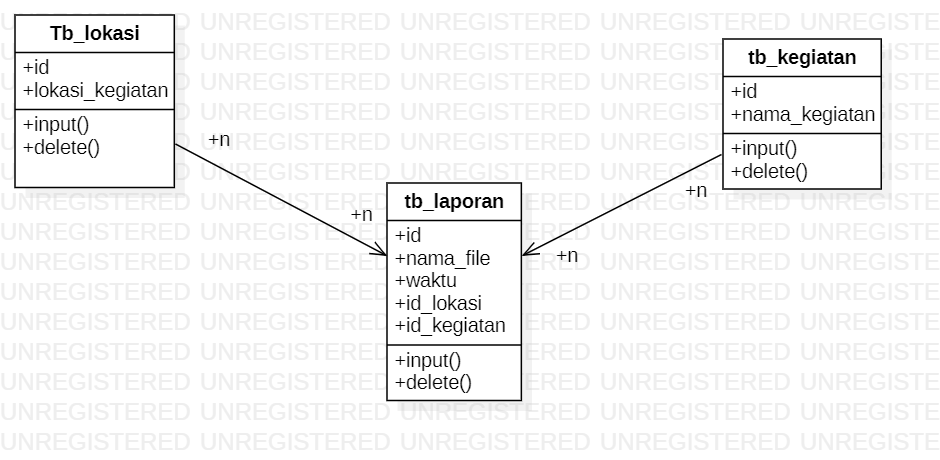 Tb_lokasi
+id
+lokasi_kegiatan
+input()
+delete()
+n
+n
tb_kegiatan
+id
+nama_kegiatan
+input()
+delete()
+n
+n
tb_laporan
+id
+nama_file
+waktu
+id_lokasi
+id_kegiatan
+input()
+delete()
UNREGISTERED UNREGISTERED UNREGISTERED UNREGISTERED UNREGISTE